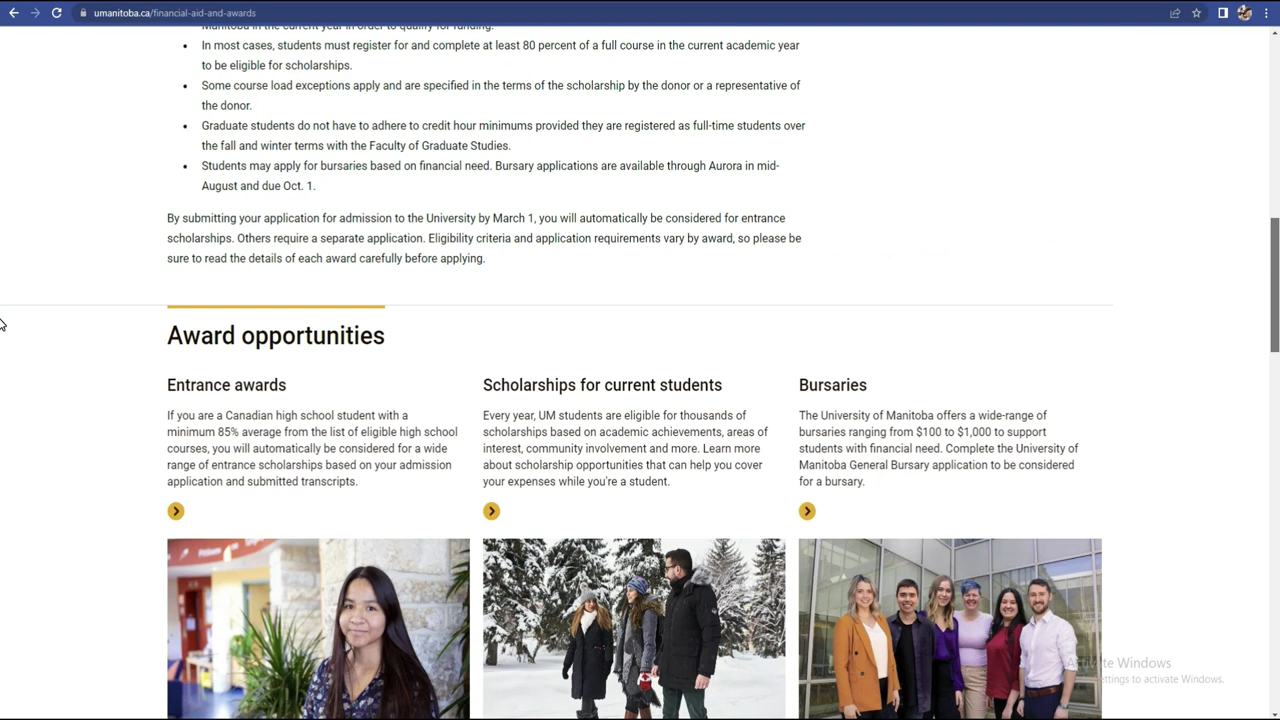 umanitoba.ca/financial-aid-and-awards
Manitoba in the current year in order to qualify for funding.
In most cases, students must register for and complete at least 80 percent of a full course in the current academic year
to be eligible for scholarships.
Some course load exceptions apply and are specified in the terms of the scholarship by the donor or a representative of
the donor.
Graduate students do not have to adhere to credit hour minimums provided they are registered as full-time students over
the fall and winter terms with the Faculty of Graduate Studies.
Students may apply for bursaries based on financial need. Bursary applications are available through Aurora in mid-
August and due Oct. 1.
By submitting your application for admission to the University by March 1, you will automatically be considered for entrance
scholarships. Others require a separate application. Eligibility criteria and application requirements vary by award, so please be
sure to read the details of each award carefully before applying.
Award opportunities
Entrance awards
If you are a Canadian high school student with a
minimum 85% average from the list of eligible high school
courses, you will automatically be considered for a wide
range of entrance scholarships based on your admission
application and submitted transcripts.
Scholarships for current students
Every year, UM students are eligible for thousands of
scholarships based on academic achievements, areas of
interest, community involvement and more. Learn more
about scholarship opportunities that can help you cover
your expenses while you're a student.
Bursaries
The University of Manitoba offers a wide-range of
bursaries ranging from $100 to $1,000 to support
students with financial need. Complete the University of
Manitoba General Bursary application to be considered
for a bursary.
Activate Windows
Settings to activate Windows.